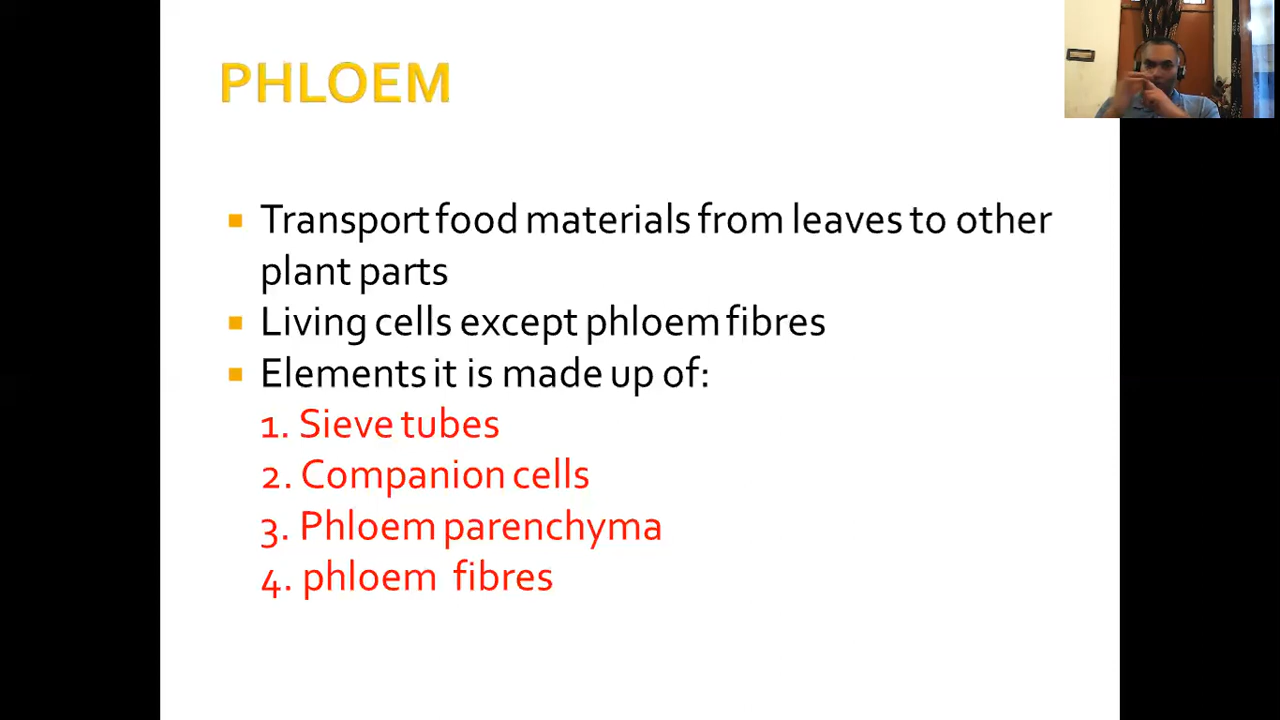 PHLOEM
Transport food materials from leaves to other
plant parts
Living cells except phloem fibres
Elements it is made up of:
1. Sieve tubes
2. Companion cells
3. Phloem parenchyma
4. phloem fibres